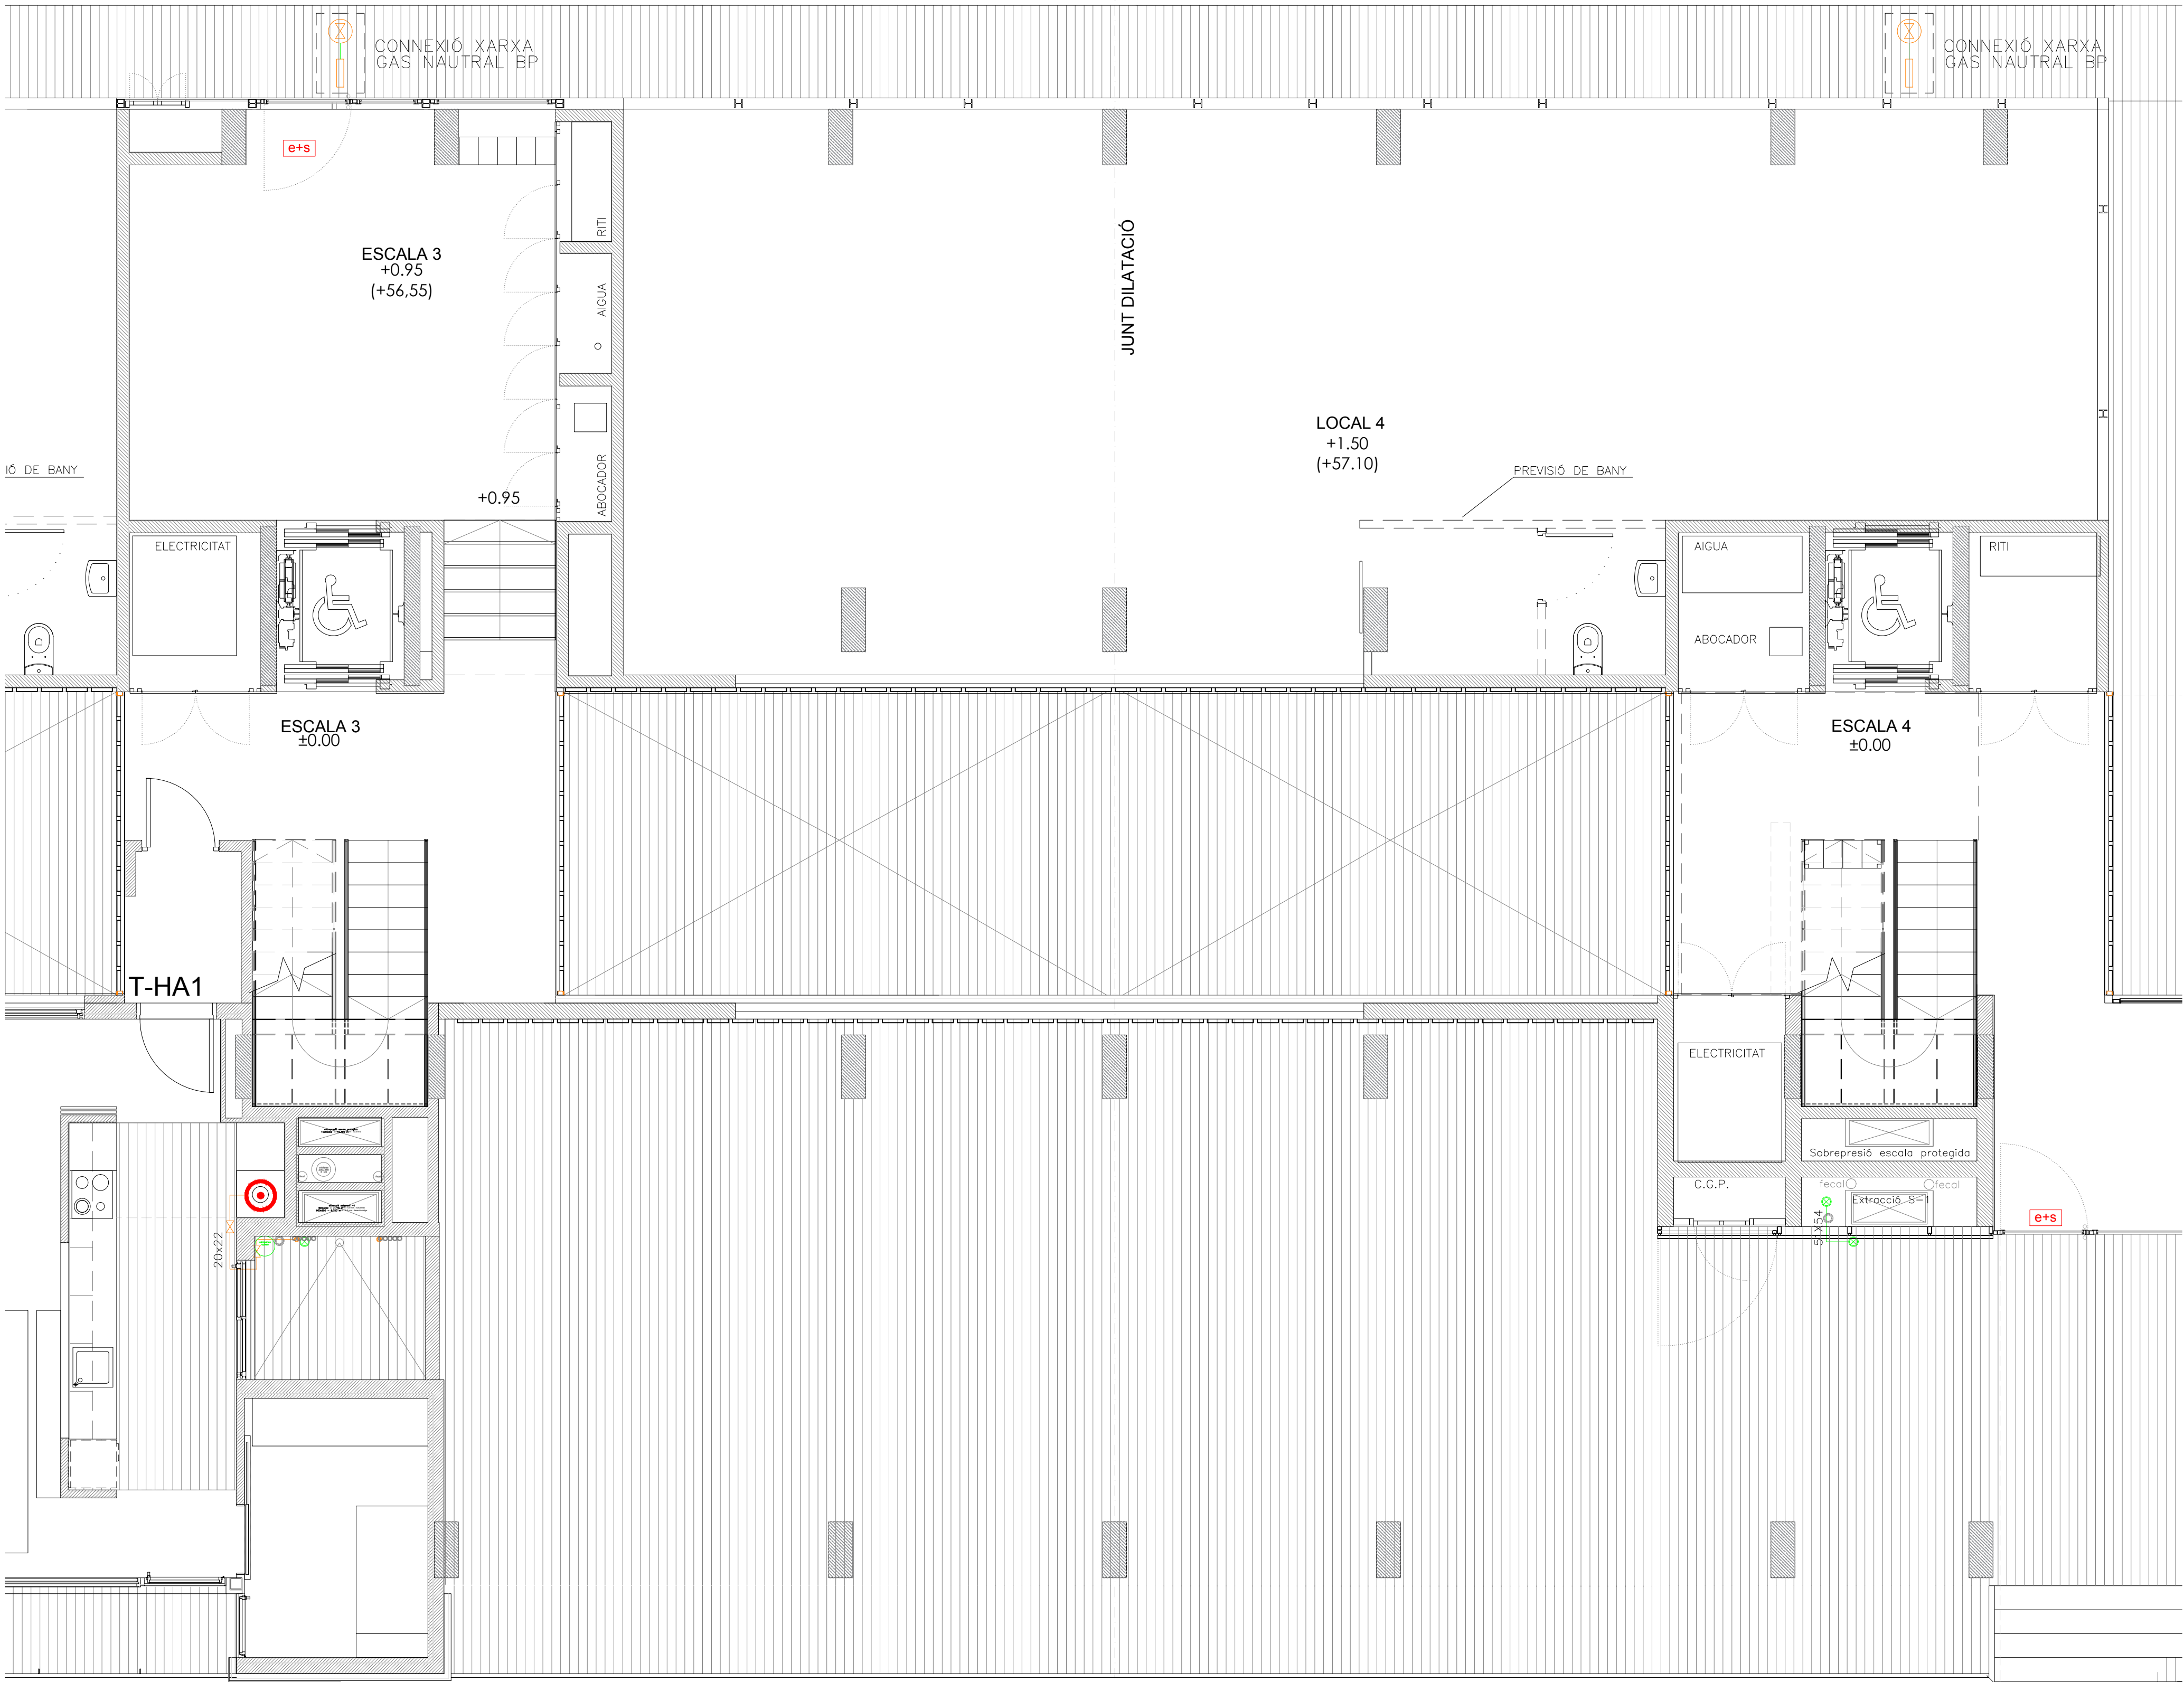 CONNEXIÓ XARXA
GAS NAUTRAL BP
CONNEXIÓ XARXA
GAS NAUTRAL BP
e+s
RITI
ESCALA 3
+0.95
(+56,55)
AIGUA
JUNT DILATACIÓ
LOCAL 4
+1.50
(+57.10)
IÓ DE BANY
PREVISIÓ DE BANY
ABOCADOR
+0.95
ELECTRICITAT
AIGUA
RITI
ABOCADOR
ESCALA 3
±0.00
ESCALA 4
±0.00
T-HA1
ELECTRICITAT
Sobrepresió escala protegida
C.G.P.
fecal
fecal
Extracció S-1
51X54
e+s
20x22